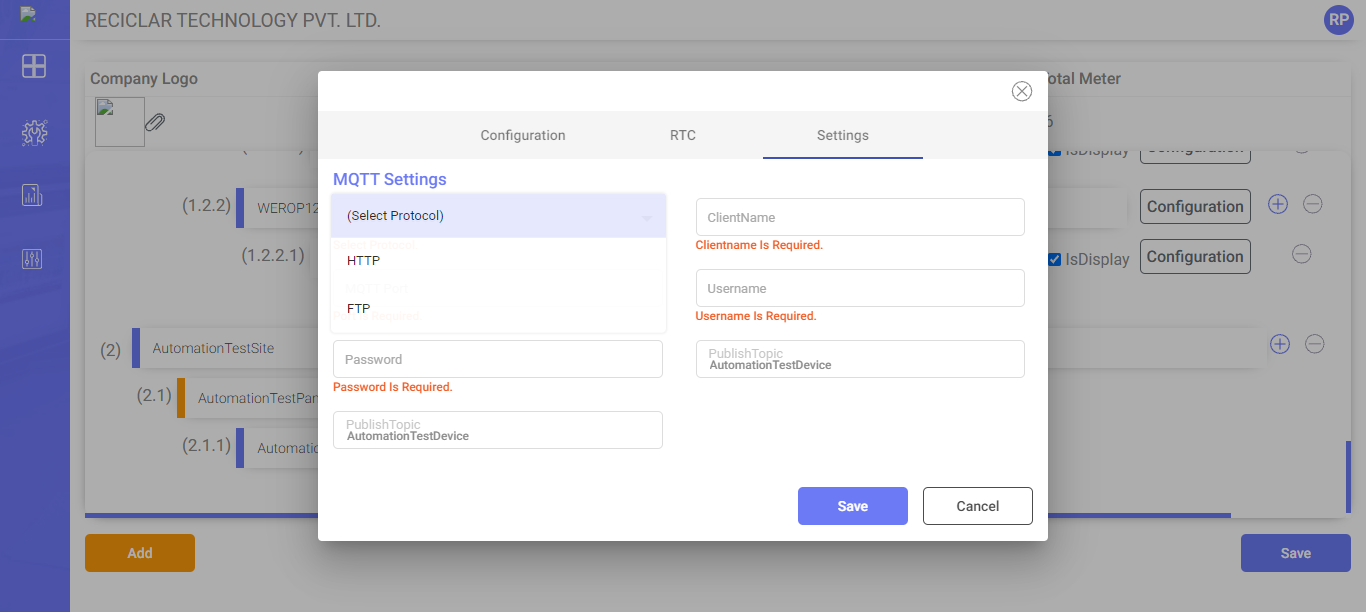 RECICLAR TECHNOLOGY PVT. LTD.
RP
Company Logo
otal Meter
6
Configuration
RTC
Settings
MQTT Settings
(Select Protocol)
HTTP
FTP
ClientName
Clientname Is Required.
Username
Username Is Required.
Password
Password Is Required.
PublishTopic
AutomationTestDevice
PublishTopic
AutomationTestDevice
Save
Cancel
IsDisplay
Configuration
(1.2.2)
WEROP12
Configuration
(1.2.2.1)
IsDisplay
Configuration
(2)
AutomationTestSite
(2.1)
AutomationTestPan
(2.1.1)
Automatic
Add
Save